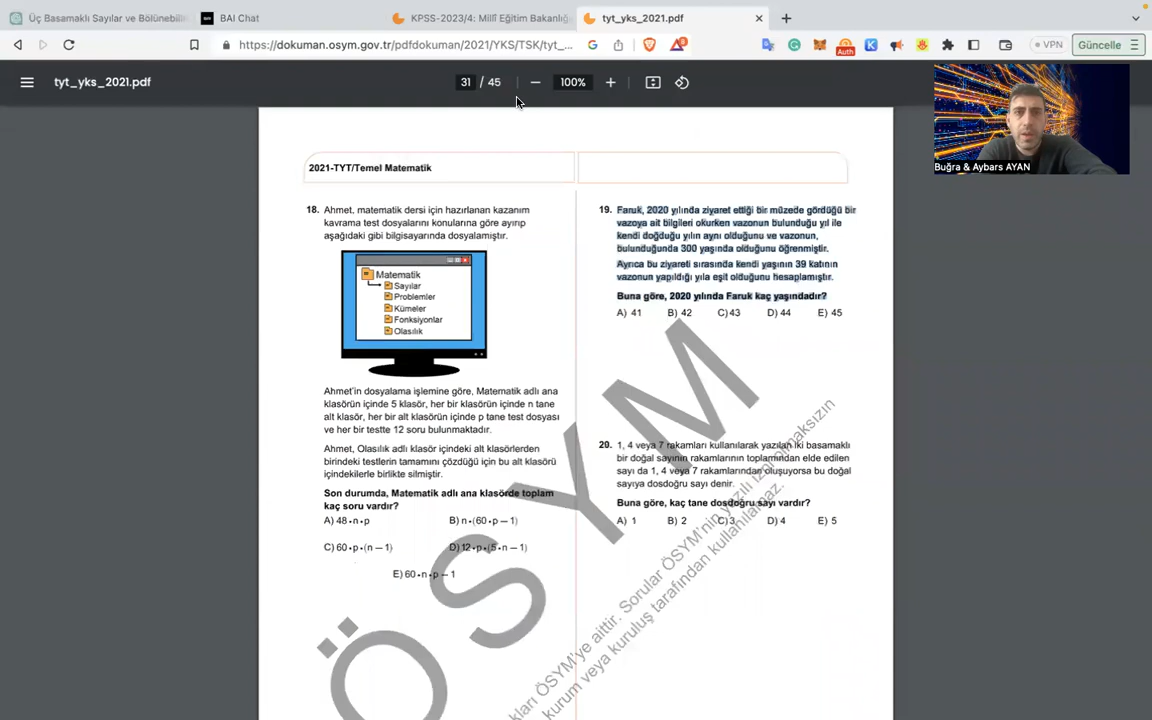 Üç Basamaklı Sayılar ve Bölünebilin
BAI Chat
KPSS-2023/4: Millî Eğitim Bakanlığı
tyt_yks_2021.pdf
https://dokuman.osym.gov.tr/pdfdokuman/2021/YKS/TSK/tyt_...
Auth
VPN
Güncelle
tyt_yks_2021.pdf
31 / 45
100%
Buğra & Aybars AYAN
2021-TYT/Temel Matematik
18. Ahmet, matematik dersi için hazırlanan kazanım
kavrama test dosyalarını konularına göre ayırıp
aşağıdaki gibi bilgisayarında dosyalamıştır.
Matematik
Sayılar
Problemler
Kümeler
Fonksiyonlar
Olasılık
Ahmet'in dosyalama işlemine göre, Matematik adlı ana
klasörün içinde 5 klasör, her bir klasörün içinde n tane
alt klasör, her bir alt klasörün içinde p tane test dosyası
ve her bir testte 12 soru bulunmaktadır.
Ahmet, Olasılık adlı klasör içindeki alt klasörlerden
birindeki testlerin tamamını çözdüğü için bu alt klasörü
içindekilerle birlikte silmiştir.
Son durumda, Matematik adlı ana klasörde toplam
kaç soru vardır?
A) 48•n•p
B) n•(60•p – 1)
C) 60•p•(n – 1)
D) 12•p•(5•n – 1)
E) 60•n•p – 1
19. Faruk, 2020 yılında ziyaret ettiği bir müzede gördüğü bir
vazoya ait bilgileri okurken vazonun bulunduğu yıl ile
kendi doğduğu yılın aynı olduğunu ve vazonun,
bulunduğunda 300 yaşında olduğunu öğrenmiştir.
Ayrıca bu ziyareti sırasında kendi yaşının 39 katının
vazonun yapıldığı yıla eşit olduğunu hesaplamıştır.
Buna göre, 2020 yılında Faruk kaç yaşındadır?
A) 41 B) 42 C) 43 D) 44 E) 45
20. 1, 4 veya 7 rakamları kullanılarak yazılan iki basamaklı
bir doğal sayının rakamlarının toplamından elde edilen
sayı da 1, 4 veya 7 rakamlarından oluşuyorsa bu doğal
sayıya dosdoğru sayı denir.
Buna göre, kaç tane dosdoğru sayı vardır?
A) 1 B) 2 C) 3 D) 4 E) 5
ÖSYM
kları ÖSYM'ye aittir. Sorular ÖSYM'nin yazılı izni olmaksızın
kurum veya kuruluş tarafından kullanılamaz.